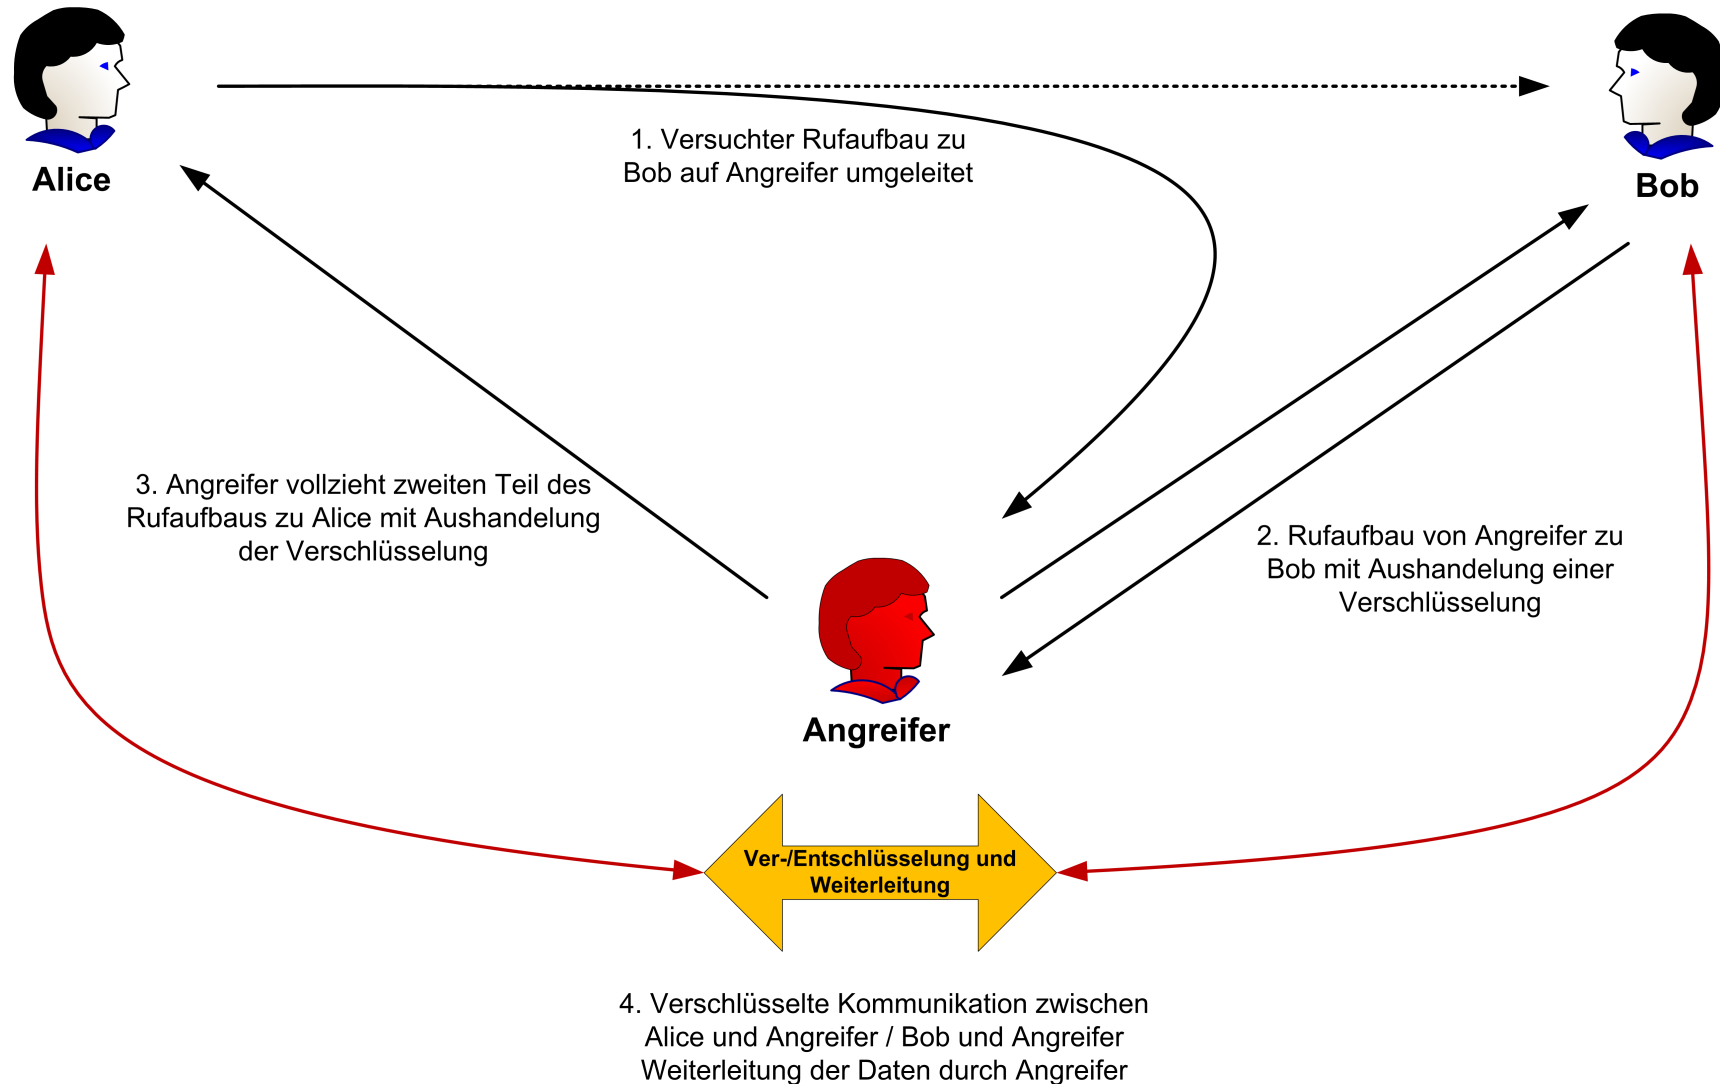 Alice
Bob
1. Versuchter Rufaufbau zu
Bob auf Angreifer umgeleitet
3. Angreifer vollzieht zweiten Teil des
Rufaufbaus zu Alice mit Aushandelung
der Verschlüsselung
2. Rufaufbau von Angreifer zu
Bob mit Aushandelung einer
Verschlüsselung
Angreifer
Ver-/Entschlüsselung und
Weiterleitung
4. Verschlüsselte Kommunikation zwischen
Alice und Angreifer / Bob und Angreifer
Weiterleitung der Daten durch Angreifer